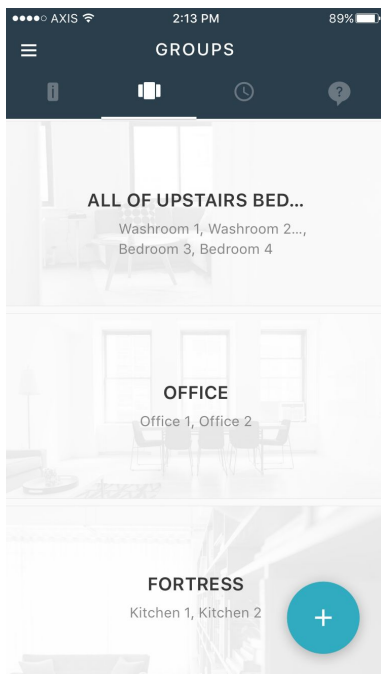 AXIS 2:13 PM 89%
GROUPS
ALL OF UPSTAIRS BED...
Washroom 1, Washroom 2...,
Bedroom 3, Bedroom 4
OFFICE
Office 1, Office 2
FORTRESS
Kitchen 1, Kitchen 2